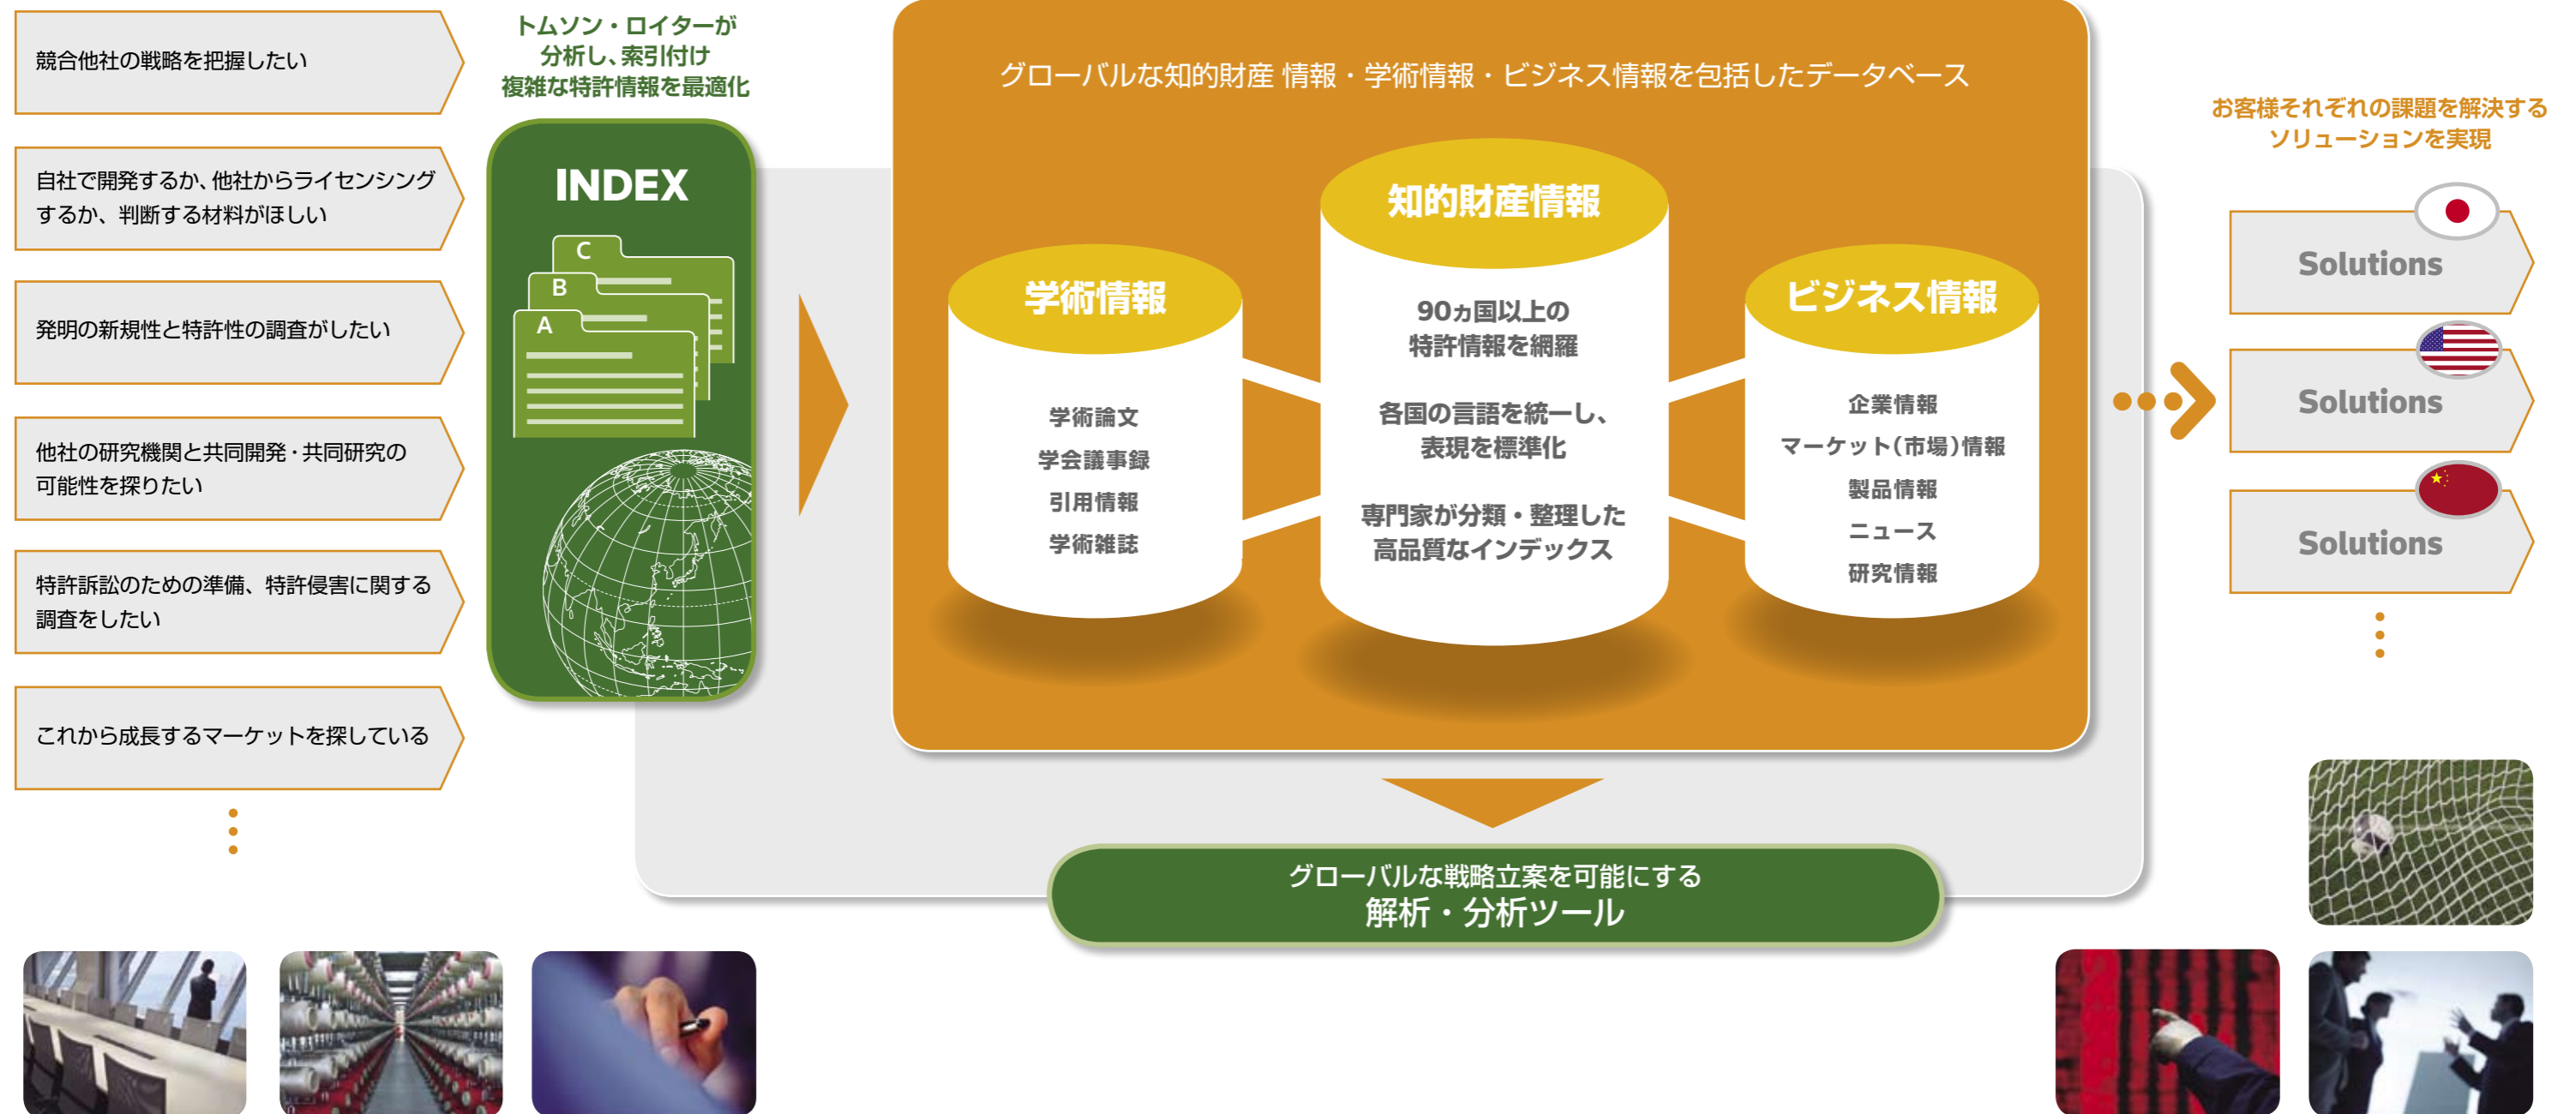 競合他社の戦略を把握したい
自社で開発するか、他社からライセンシング
するか、判断する材料がほしい
発明の新規性と特許性の調査がしたい
他社の研究機関と共同開発・共同研究の
可能性を探りたい
特許訴訟のための準備、特許侵害に関する
調査をしたい
これから成長するマーケットを探している
トムソン・ロイターが
分析し、索引付け
複雑な特許情報を最適化
INDEX
C
B
A
グローバルな知的財産 情報・学術情報・ビジネス情報を包括したデータベース
学術情報
学術論文
学会議事録
引用情報
学術雑誌
知的財産情報
90ヵ国以上の
特許情報を網羅
各国の言語を統一し、
表現を標準化
専門家が分類・整理した
高品質なインデックス
ビジネス情報
企業情報
マーケット(市場)情報
製品情報
ニュース
研究情報
グローバルな戦略立案を可能にする
解析・分析ツール
お客様それぞれの課題を解決する
ソリューションを実現
Solutions
Solutions
Solutions